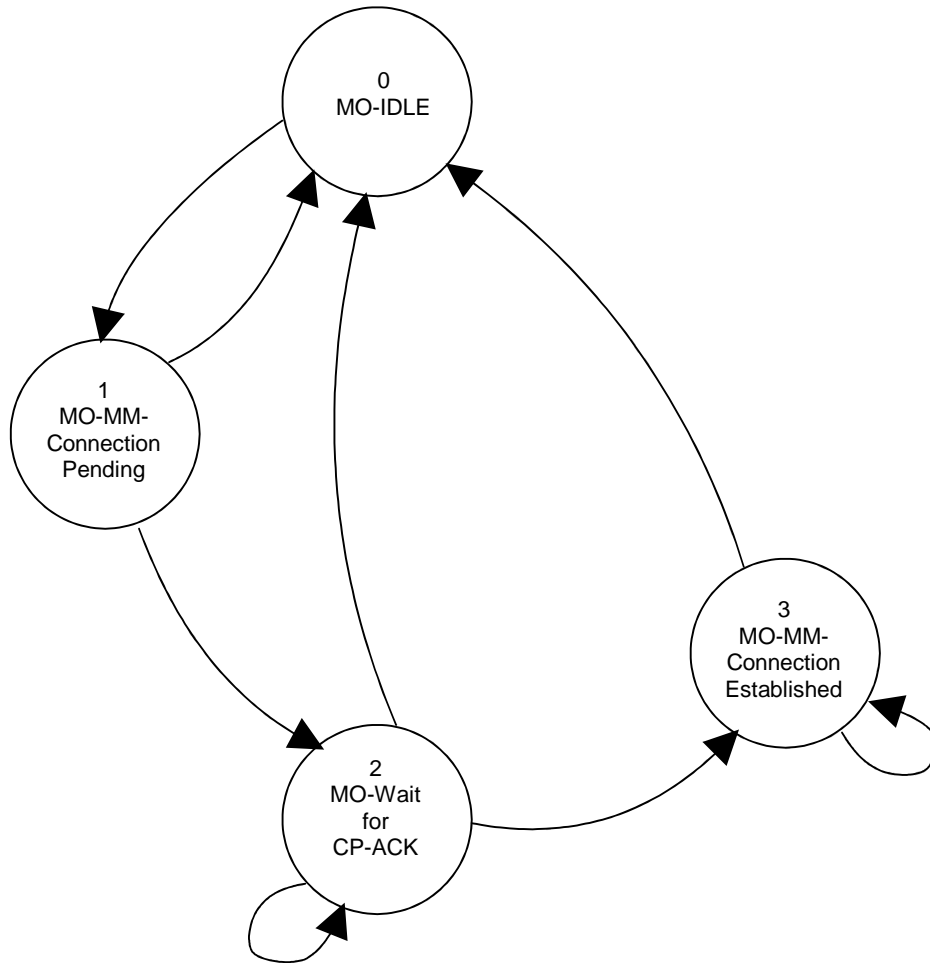 0
MO-IDLE
1
MO-MM-
Connection
Pending
3
MO-MM-
Connection
Established
2
MO-Wait
for
CP-ACK